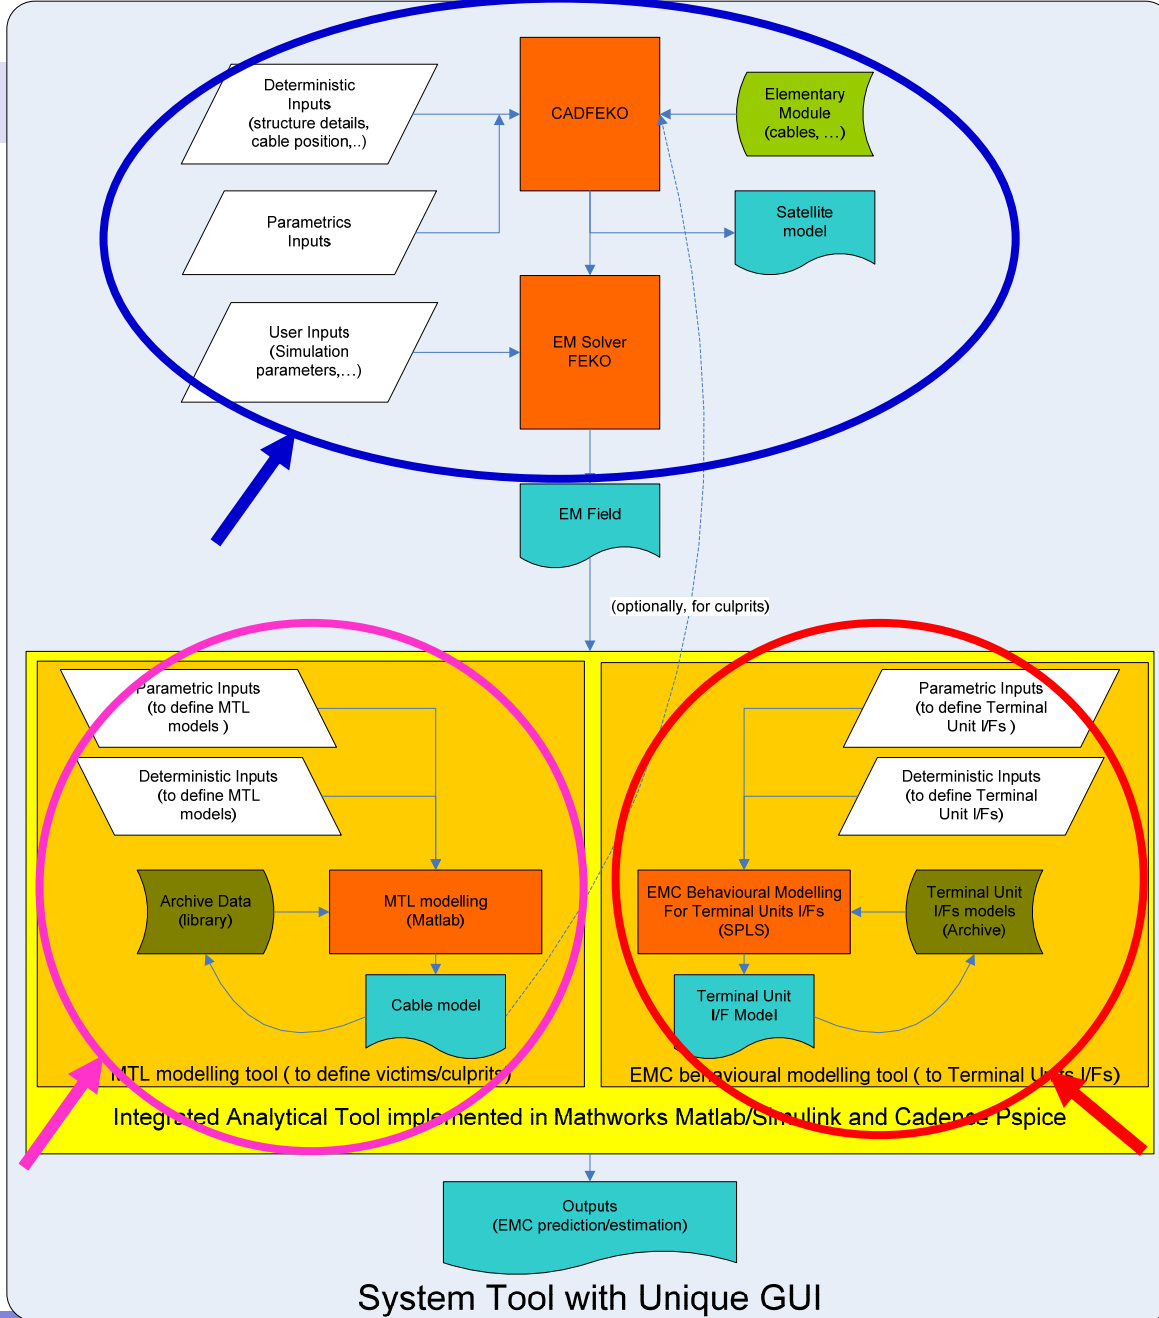 Deterministic
Inputs
(structure details,
cable position,..)
CADFEKO
Elementary
Module
(cables, …)
Parametrics
Inputs
Satellite
model
User Inputs
(Simulation
parameters,…)
EM Solver
FEKO
EM Field
(optionally, for culprits)
Parametric Inputs
(to define MTL
models )
Deterministic Inputs
(to define MTL
models)
Archive Data
(library)
MTL modelling
(Matlab)
Cable model
MTL modelling tool ( to define victims/culprits)
Parametric Inputs
(to define Terminal
Unit I/Fs )
Deterministic Inputs
(to define Terminal
Unit I/Fs)
EMC Behavioural Modelling
For Terminal Units I/Fs
(SPLS)
Terminal Unit
I/Fs models
(Archive)
Terminal Unit
I/F Model
EMC behavioural modelling tool ( to Terminal Units I/Fs)
Integrated Analytical Tool implemented in Mathworks Matlab/Simulink and Cadence Pspice
Outputs
(EMC prediction/estimation)
System Tool with Unique GUI